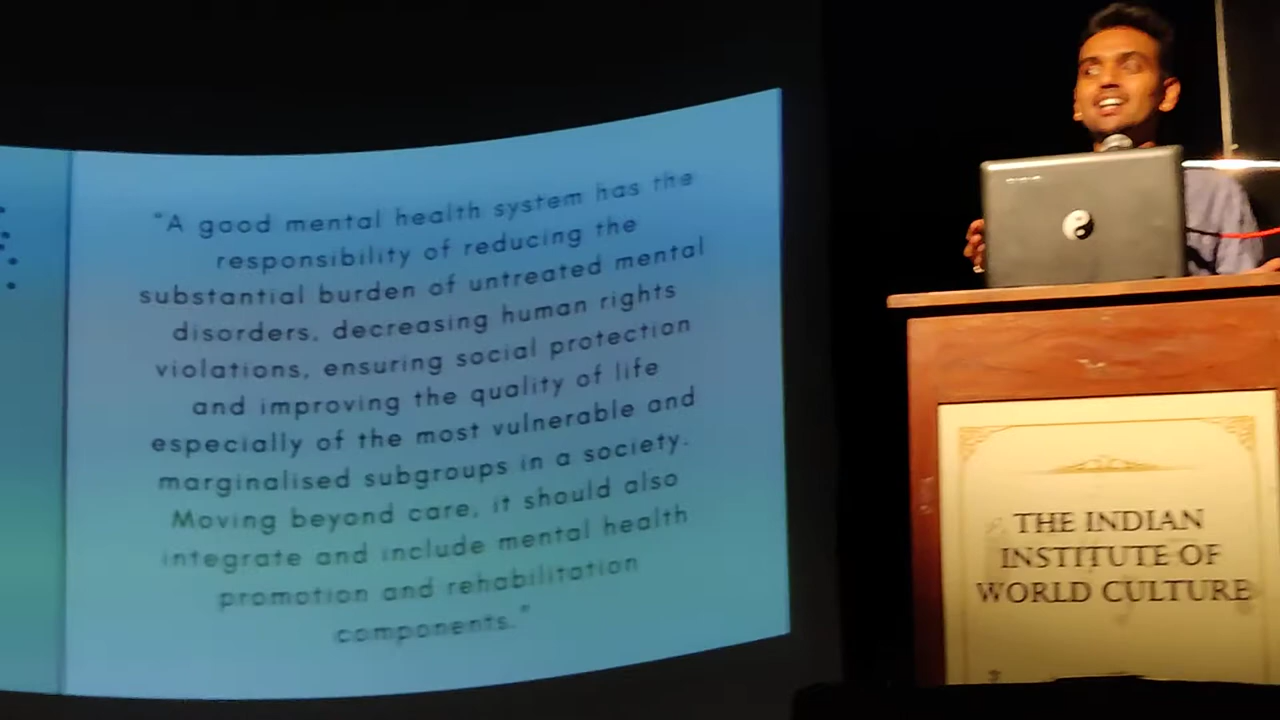 "A good mental health system has the
responsibility of reducing the
substantial burden of untreated mental
disorders, decreasing human rights
violations, ensuring social protection
and improving the quality of life
especially of the most vulnerable and
marginalised subgroups in a society.
Moving beyond care, it should also
integrate and include mental health
promotion and rehabilitation
components."
THE INDIAN
INSTITUTE OF
WORLD CULTURE